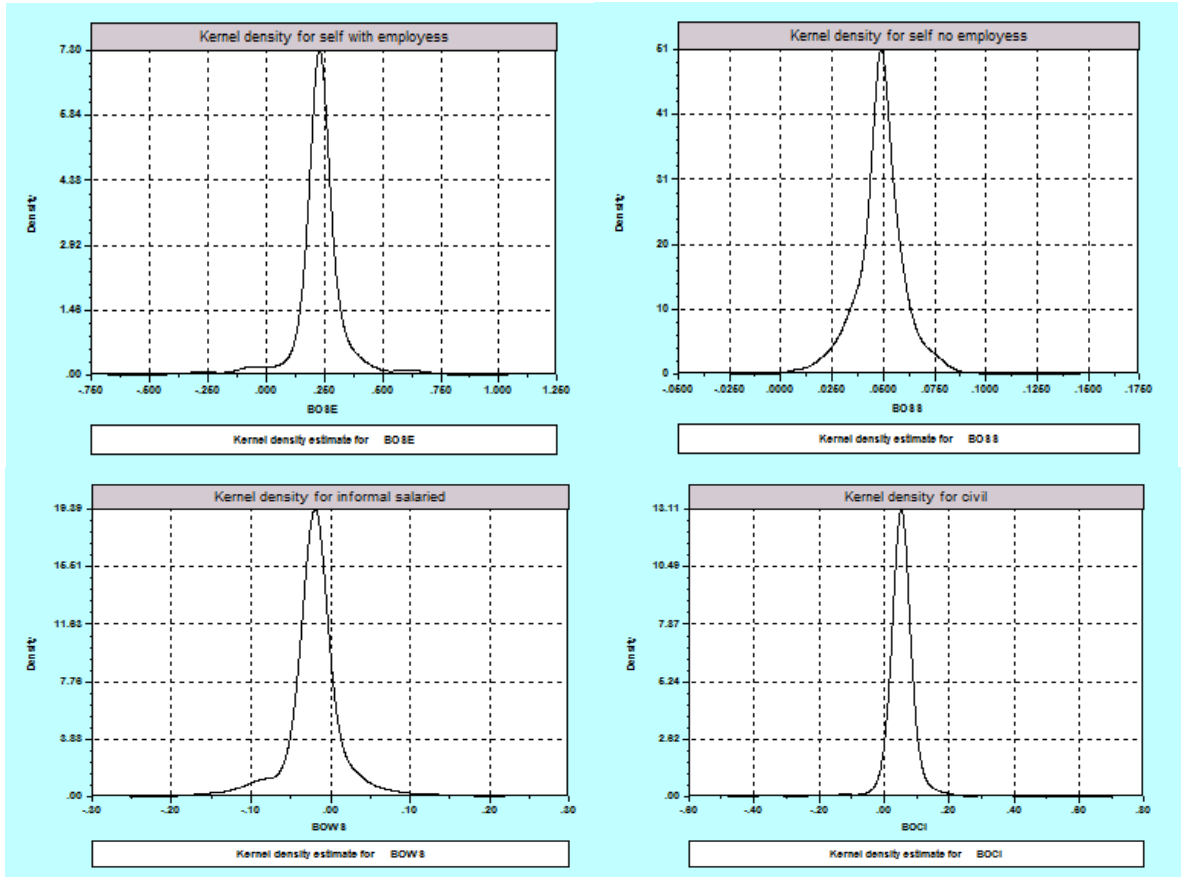 Kernel density for self with employess
7.30
5.84
4.38
2.92
1.46
.00
Density
-.750 -.500 -.250 .000 .250 .500 .750 1.000 1.250
BOSE
Kernel density estimate for BOSE
Kernel density for self no employess
51
41
31
20
10
0
Density
-.0500 -.0250 .0000 .0250 .0500 .0750 .1000 .1250 .1500 .1750
BOSS
Kernel density estimate for BOSS
Kernel density for informal salaried
19.39
15.51
11.63
7.76
3.88
.00
Density
-.30 -.20 -.10 .00 .10 .20 .30
BOWS
Kernel density estimate for BOWS
Kernel density for civil
13.11
10.49
7.87
5.24
2.62
.00
Density
-.60 -.40 -.20 .00 .20 .40 .60 .80
BOCI
Kernel density estimate for BOCI